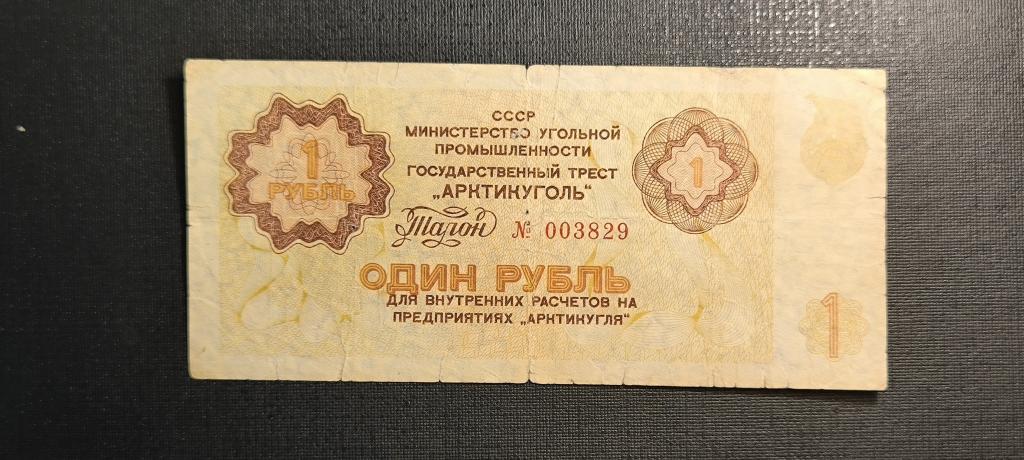 СССР
МИНИСТЕРСТВО УГОЛЬНОЙ
ПРОМЫШЛЕННОСТИ
ГОСУДАРСТВЕННЫЙ ТРЕСТ
„АРКТИКУГОЛЬ“
1
РУБЛЬ
1
Талон № 003829
ОДИН РУБЛЬ
ДЛЯ ВНУТРЕННИХ РАСЧЕТОВ НА
ПРЕДПРИЯТИЯХ „АРКТИКУГЛЯ“
1